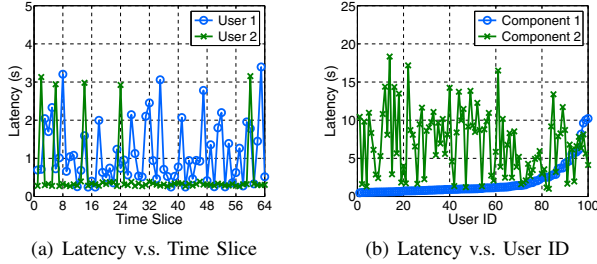 User 1
User 2
5
4
3
2
1
0
0 8 16 24 32 40 48 56 64
Latency (s)
Time Slice
(a) Latency v.s. Time Slice
Component 1
Component 2
25
20
15
10
5
0
0 20 40 60 80 100
Latency (s)
User ID
(b) Latency v.s. User ID